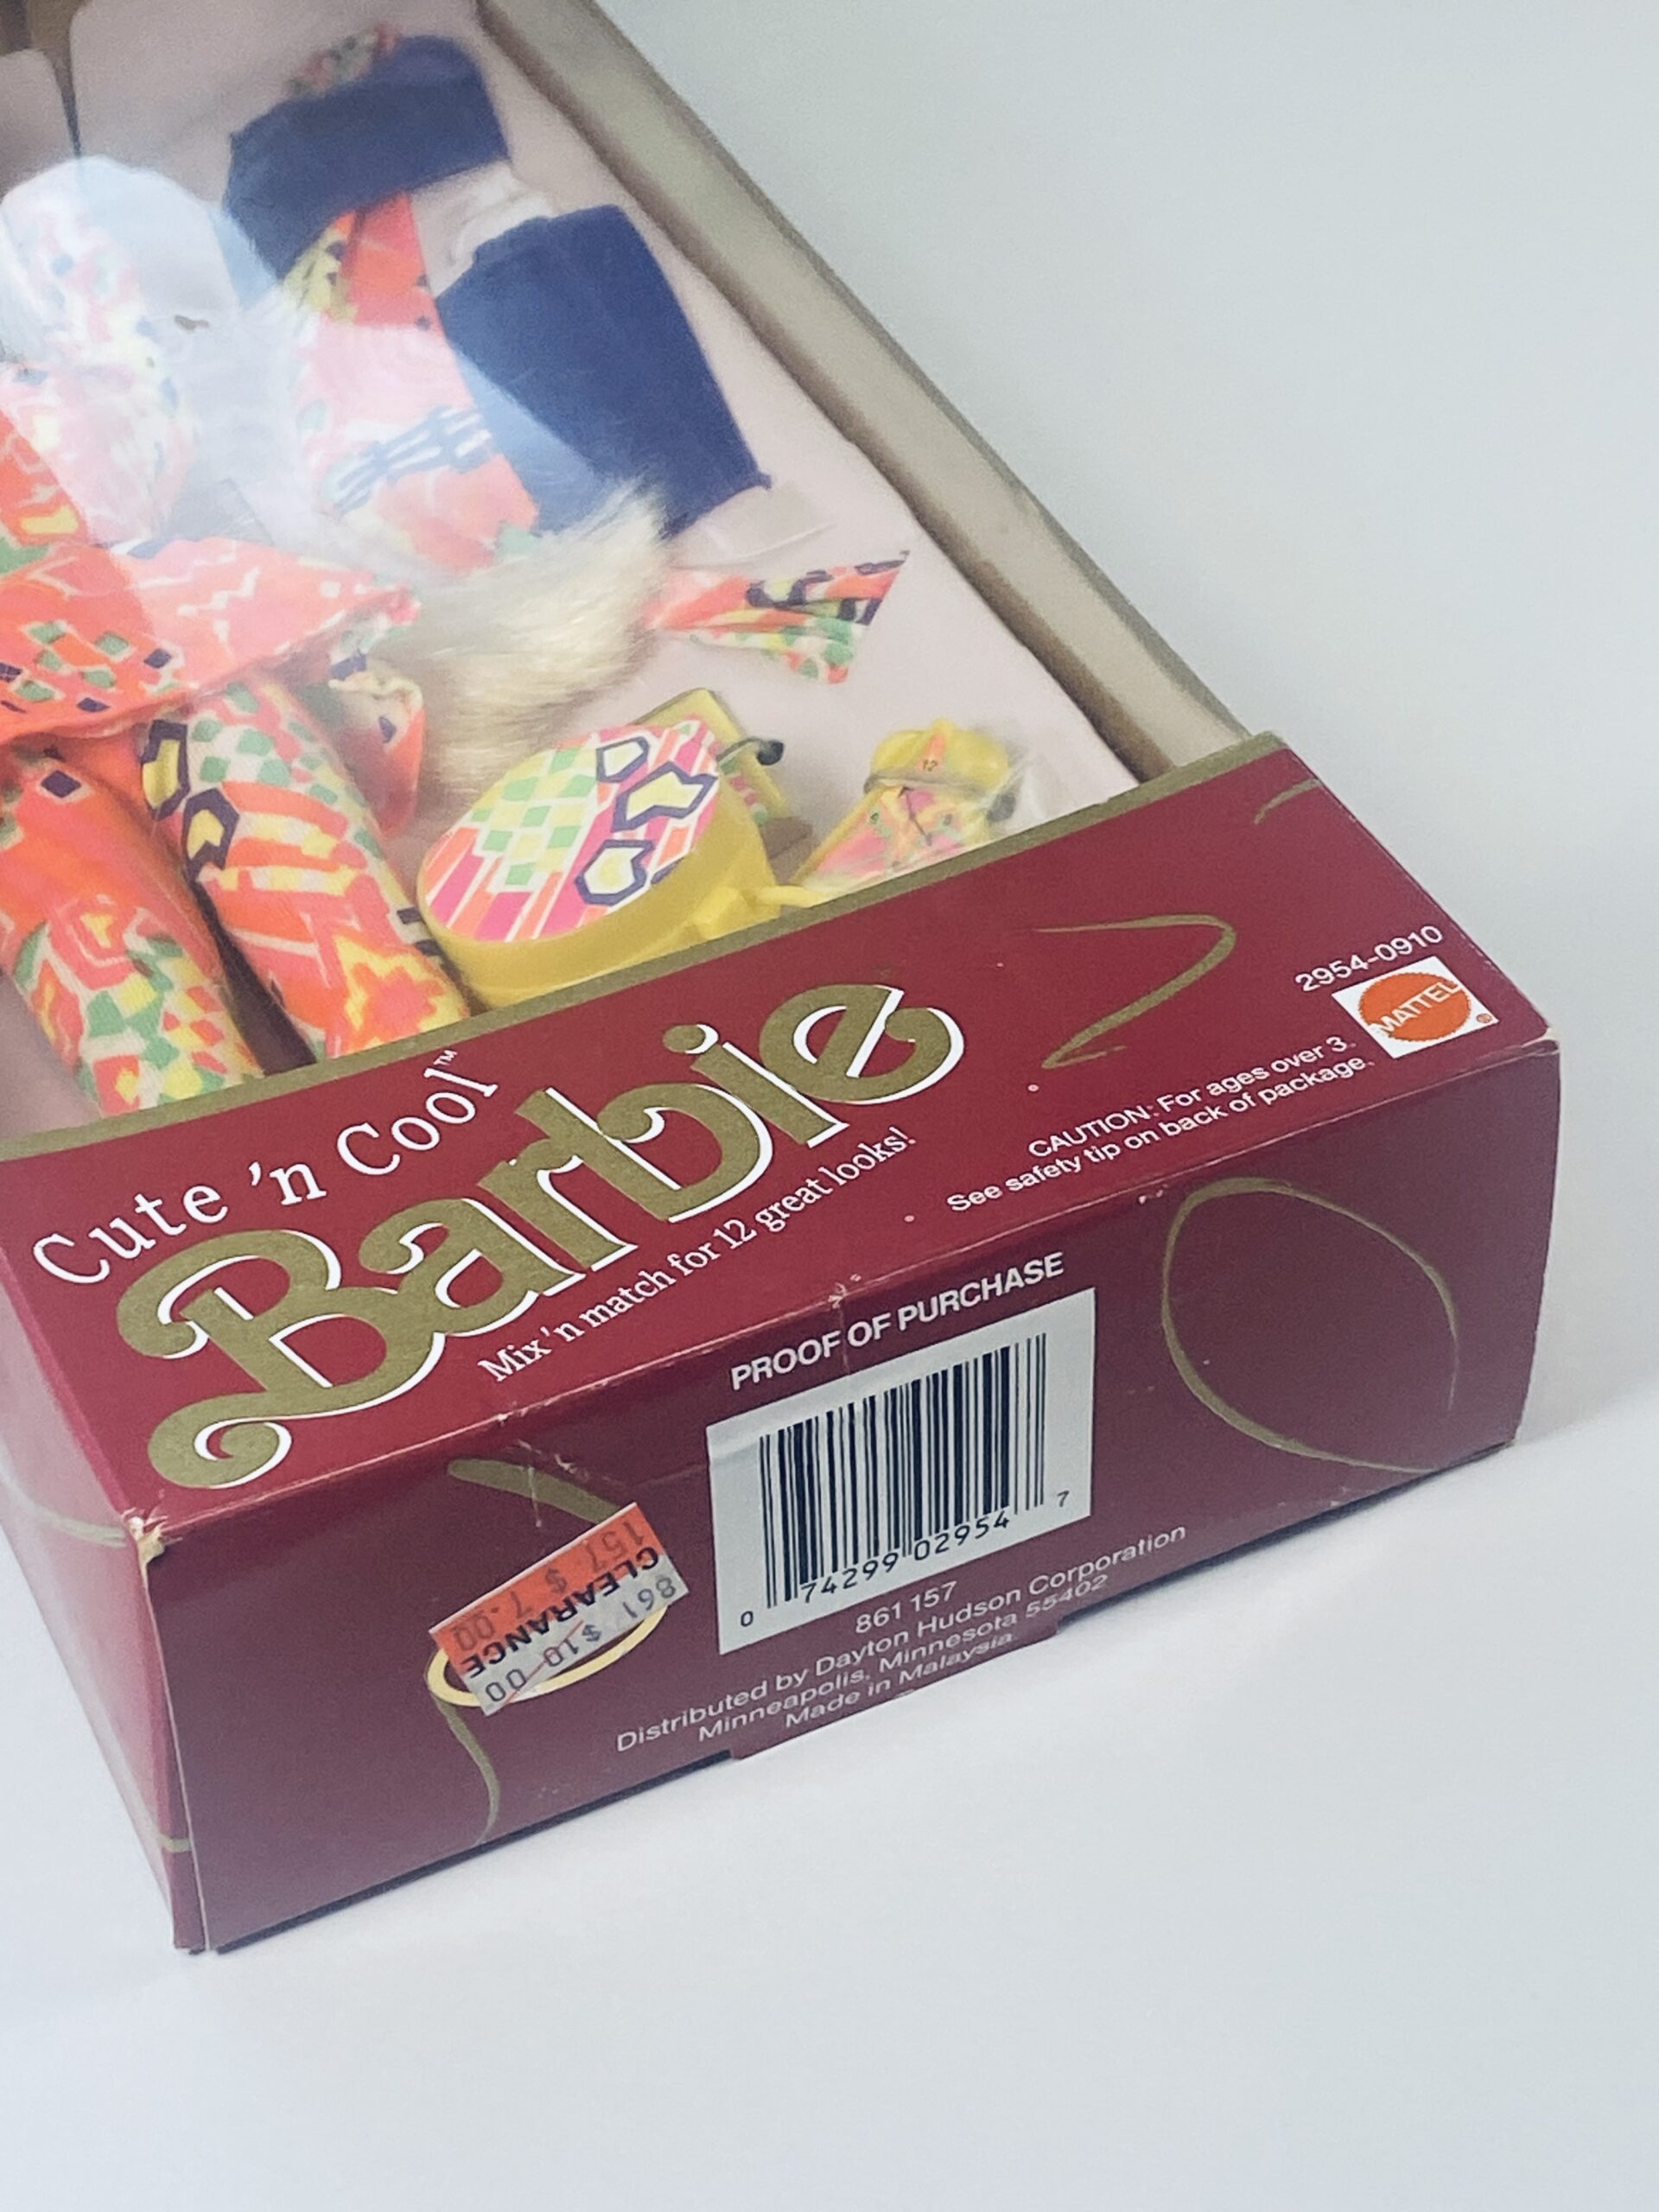 Cute 'n Cool™
Barbie
Mix 'n match for 12 great looks!
2954-0910
MATTEL®
CAUTION: For ages over 3.
See safety tip on back of package.
PROOF OF PURCHASE
0 74299 02954 7
861 157
Distributed by Dayton Hudson Corporation
Minneapolis, Minnesota 55402
Made in Malaysia
861 $10.00
CLEARANCE
157 $ 7.00
12